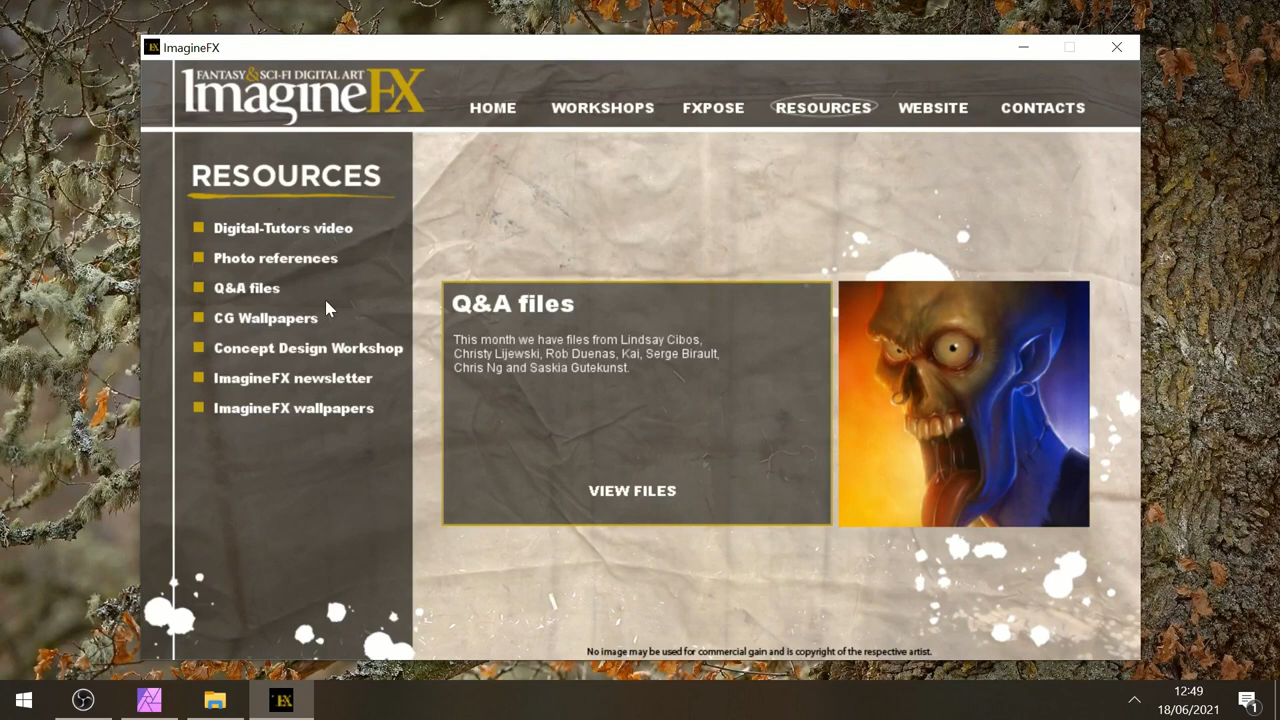 ImagineFX
FANTASY & SCI-FI DIGITAL ART
ImagineFX
HOME WORKSHOPS FXPOSE RESOURCES WEBSITE CONTACTS
RESOURCES
Digital-Tutors video
Photo references
Q&A files
CG Wallpapers
Concept Design Workshop
ImagineFX newsletter
ImagineFX wallpapers
Q&A files
This month we have files from Lindsay Cibos,
Christy Lijewski, Rob Duenas, Kai, Serge Birault,
Chris Ng and Saskia Gutekunst.
VIEW FILES
No image may be used for commercial gain and is copyright of the respective artist.
FX
12:49
18/06/2021
1